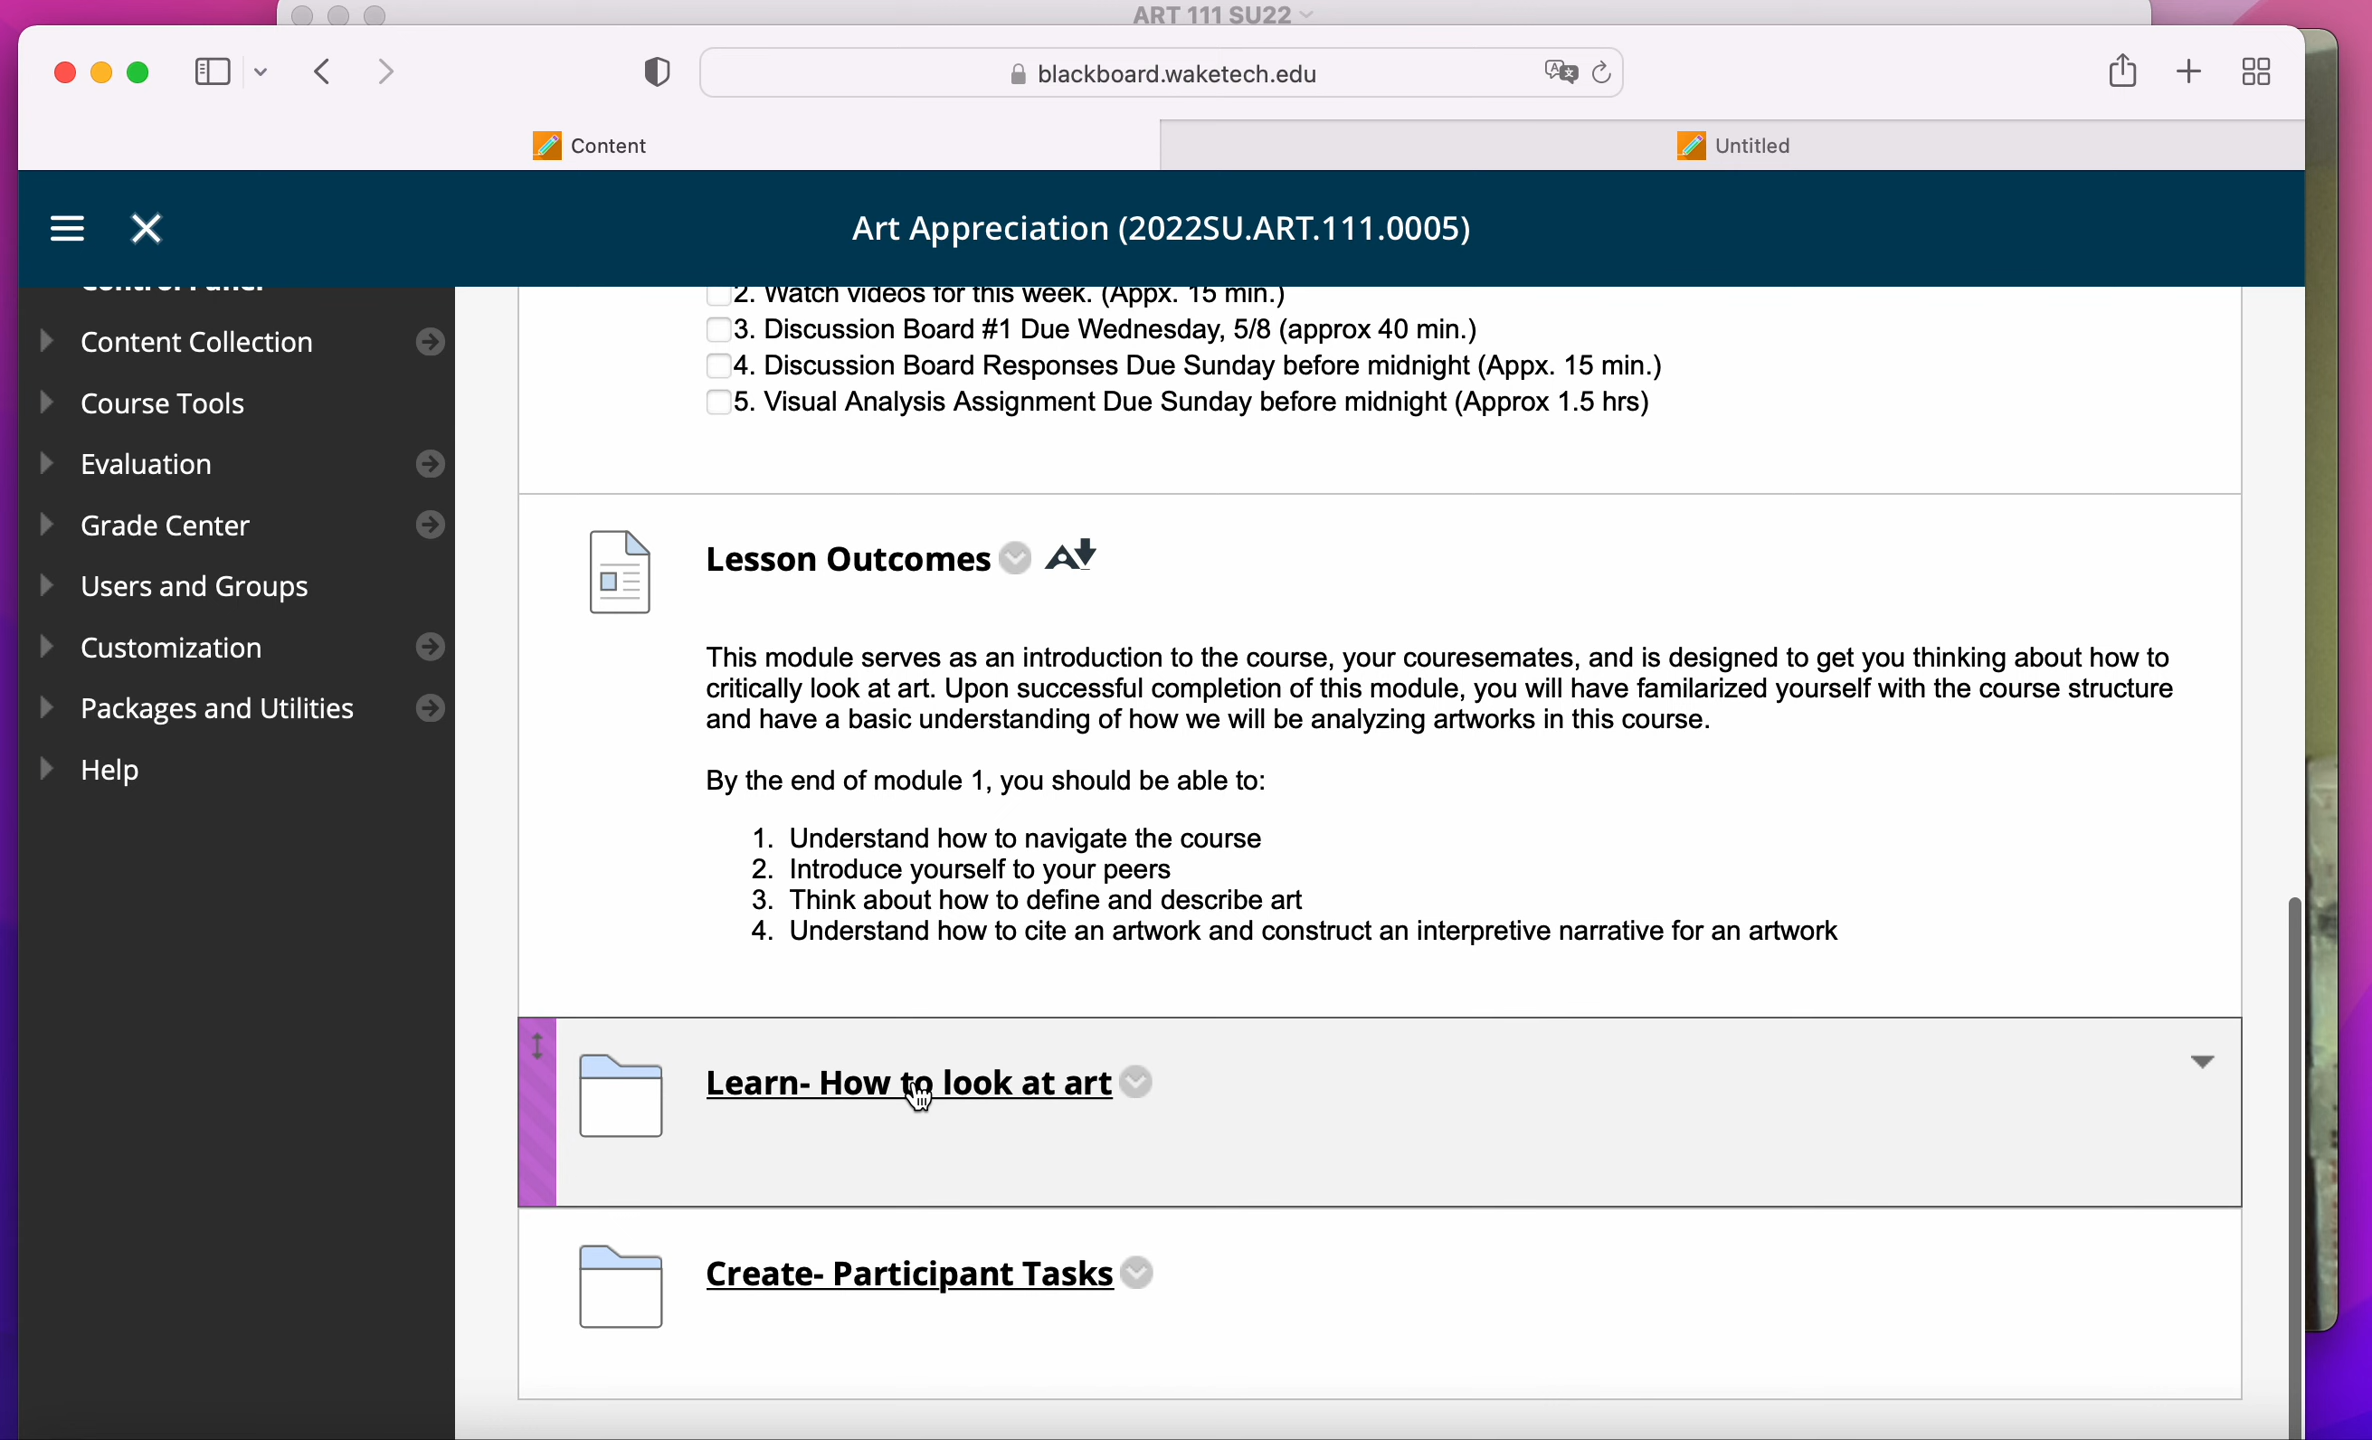 ART 111 SU22
blackboard.waketech.edu
Content
Untitled
Art Appreciation (2022SU.ART.111.0005)
Control Panel
Content Collection
Course Tools
Evaluation
Grade Center
Users and Groups
Customization
Packages and Utilities
Help
2. Watch videos for this week. (Appx. 15 min.)
3. Discussion Board #1 Due Wednesday, 5/8 (approx 40 min.)
4. Discussion Board Responses Due Sunday before midnight (Appx. 15 min.)
5. Visual Analysis Assignment Due Sunday before midnight (Approx 1.5 hrs)
Lesson Outcomes
This module serves as an introduction to the course, your couresemates, and is designed to get you thinking about how to
critically look at art. Upon successful completion of this module, you will have familarized yourself with the course structure
and have a basic understanding of how we will be analyzing artworks in this course.
By the end of module 1, you should be able to:
1. Understand how to navigate the course
2. Introduce yourself to your peers
3. Think about how to define and describe art
4. Understand how to cite an artwork and construct an interpretive narrative for an artwork
Learn- How to look at art
Create- Participant Tasks